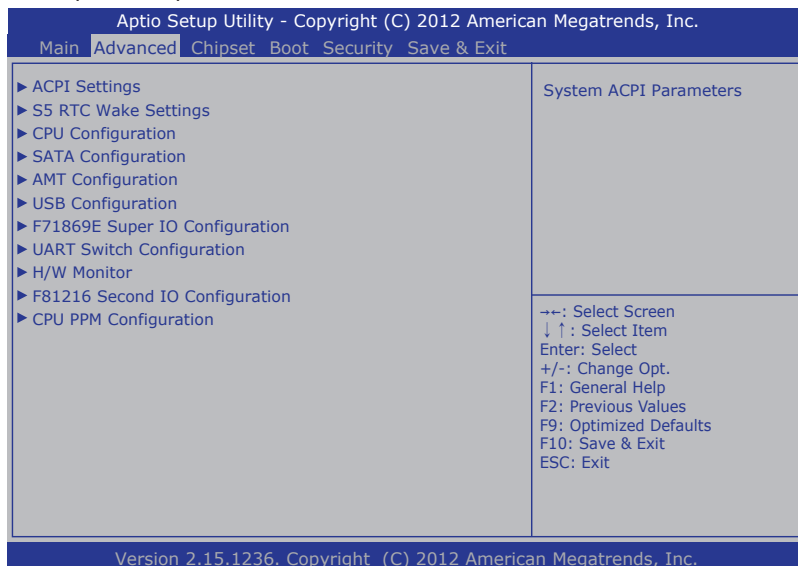 Aptio Setup Utility - Copyright (C) 2012 American Megatrends, Inc.
Main Advanced Chipset Boot Security Save & Exit
► ACPI Settings
► S5 RTC Wake Settings
► CPU Configuration
► SATA Configuration
► AMT Configuration
► USB Configuration
► F71869E Super IO Configuration
► UART Switch Configuration
► H/W Monitor
► F81216 Second IO Configuration
► CPU PPM Configuration
System ACPI Parameters
→←: Select Screen
↓↑: Select Item
Enter: Select
+/-: Change Opt.
F1: General Help
F2: Previous Values
F9: Optimized Defaults
F10: Save & Exit
ESC: Exit
Version 2.15.1236. Copyright (C) 2012 American Megatrends, Inc.